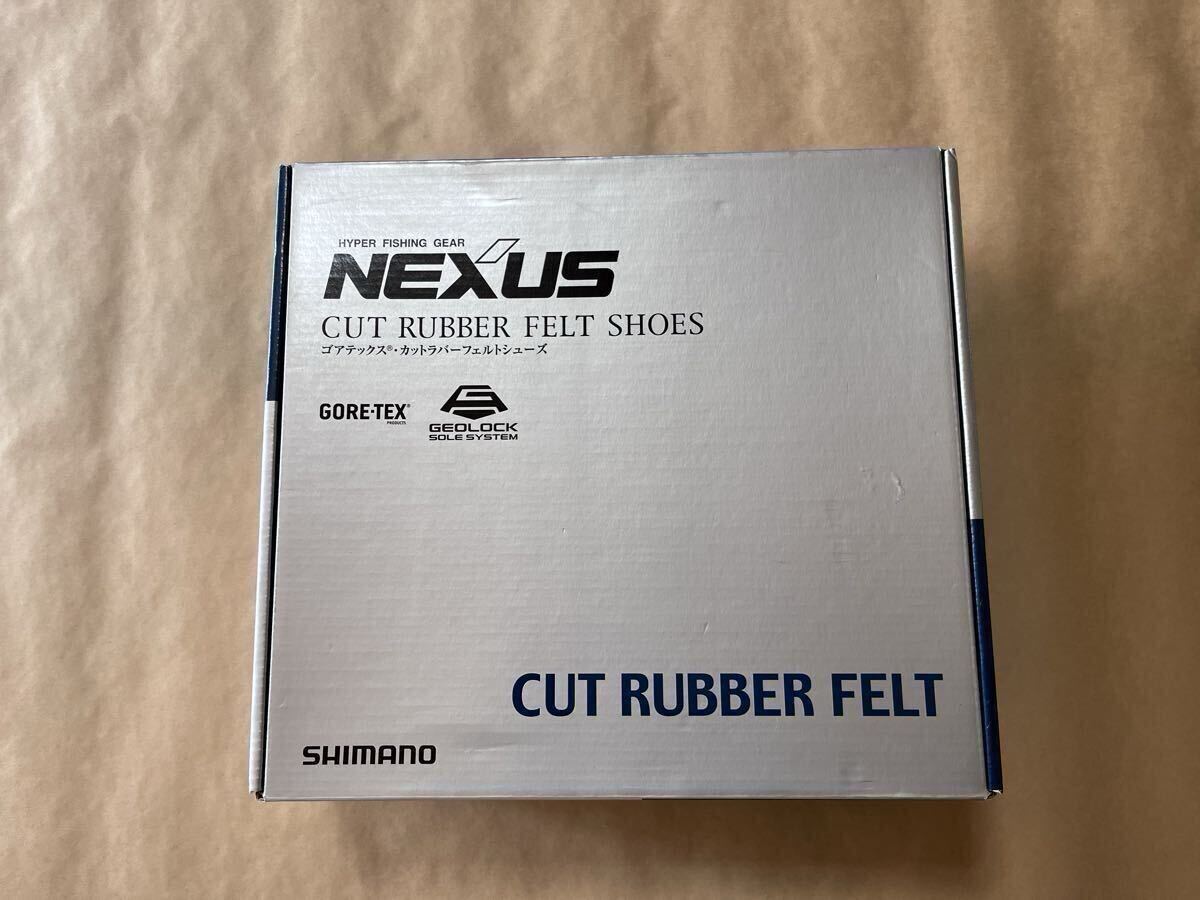 HYPER FISHING GEAR
NEXUS
CUT RUBBER FELT SHOES
ゴアテックス®・カットラバーフェルトシューズ
GORE-TEX®
PRODUCTS
GEOLOCK
SOLE SYSTEM
CUT RUBBER FELT
SHIMANO